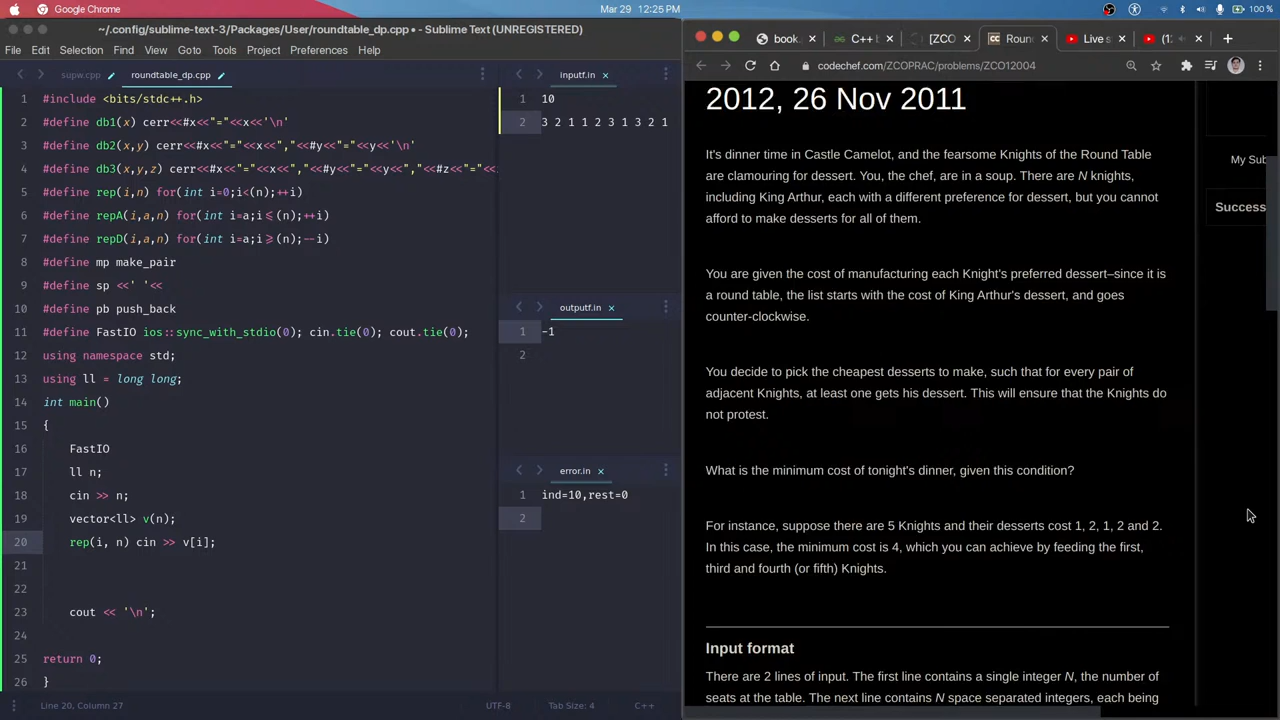 Google Chrome
Mar 29 12:25 PM
100 %
~/.config/sublime-text-3/Packages/User/roundtable_dp.cpp • - Sublime Text (UNREGISTERED)
File Edit Selection Find View Goto Tools Project Preferences Help
supw.cpp roundtable_dp.cpp
1 #include <bits/stdc++.h>
2 #define db1(x) cerr<<#x<<"="<<x<<'\n'
3 #define db2(x,y) cerr<<#x<<"="<<x<<","<<#y<<"="<<y<<'\n'
4 #define db3(x,y,z) cerr<<#x<<"="<<x<<","<<#y<<"="<<y<<","<<#z<<"="<<
5 #define rep(i,n) for(int i=0;i<(n);++i)
6 #define repA(i,a,n) for(int i=a;i<=(n);++i)
7 #define repD(i,a,n) for(int i=a;i>=(n);--i)
8 #define mp make_pair
9 #define sp <<' '<<
10 #define pb push_back
11 #define FastIO ios::sync_with_stdio(0); cin.tie(0); cout.tie(0);
12 using namespace std;
13 using ll = long long;
14 int main()
15 {
16 FastIO
17 ll n;
18 cin >> n;
19 vector<ll> v(n);
20 rep(i, n) cin >> v[i];
21
22
23 cout << '\n';
24
25 return 0;
26 }
Line 20, Column 27
UTF-8 Tab Size: 4 C++
inputf.in
1 10
2 3 2 1 1 2 3 1 3 2 1
outputf.in
1 -1
2
error.in
1 ind=10,rest=0
2
book C++ b [ZCO Roun Live s (1
codechef.com/ZCOPRAC/problems/ZCO12004
2012, 26 Nov 2011
It's dinner time in Castle Camelot, and the fearsome Knights of the Round Table
are clamouring for dessert. You, the chef, are in a soup. There are N knights,
including King Arthur, each with a different preference for dessert, but you cannot
afford to make desserts for all of them.
You are given the cost of manufacturing each Knight's preferred dessert–since it is
a round table, the list starts with the cost of King Arthur's dessert, and goes
counter-clockwise.
You decide to pick the cheapest desserts to make, such that for every pair of
adjacent Knights, at least one gets his dessert. This will ensure that the Knights do
not protest.
What is the minimum cost of tonight's dinner, given this condition?
For instance, suppose there are 5 Knights and their desserts cost 1, 2, 1, 2 and 2.
In this case, the minimum cost is 4, which you can achieve by feeding the first,
third and fourth (or fifth) Knights.
Input format
There are 2 lines of input. The first line contains a single integer N, the number of
seats at the table. The next line contains N space separated integers, each being
My Sub
Success